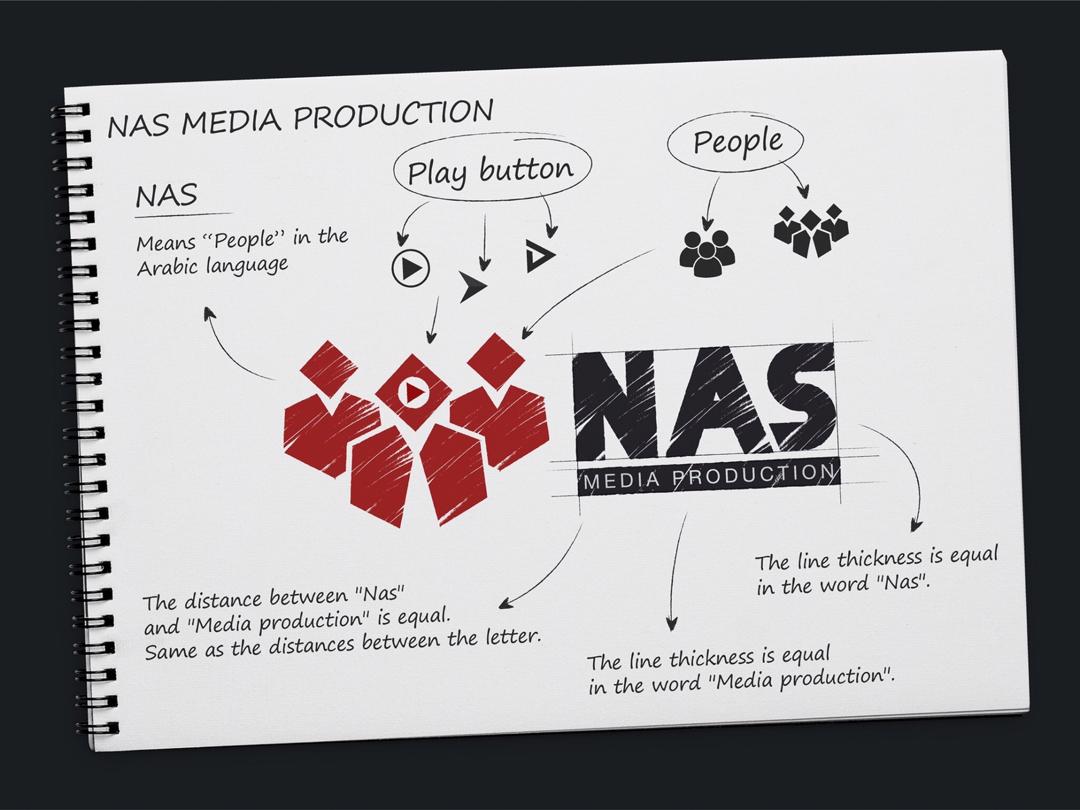 NAS MEDIA PRODUCTION
Play button
People
NAS
Means “People” in the
Arabic language
NAS
MEDIA PRODUCTION
The line thickness is equal
in the word "Nas".
The distance between "Nas"
and "Media production" is equal.
Same as the distances between the letter.
The line thickness is equal
in the word "Media production".